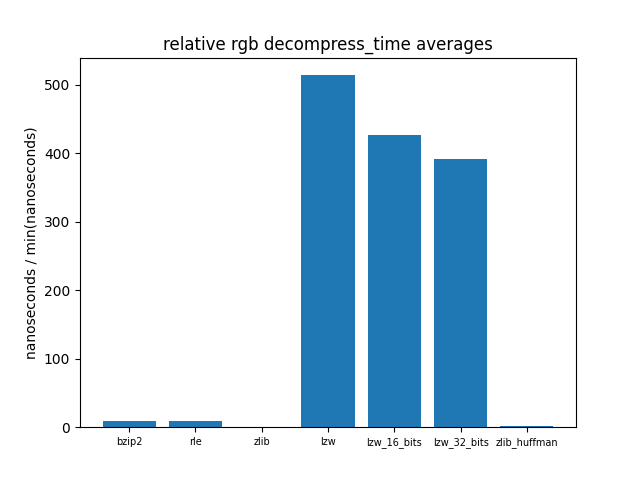 relative rgb decompress_time averages
nanoseconds / min(nanoseconds)
500
400
300
200
100
0
bzip2 rle zlib lzw lzw_16_bits lzw_32_bits zlib_huffman